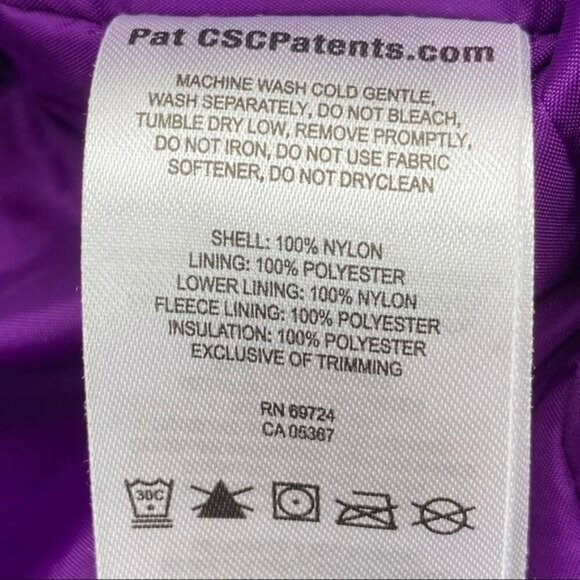 Pat CSCPatents.com
MACHINE WASH COLD GENTLE,
WASH SEPARATELY, DO NOT BLEACH,
TUMBLE DRY LOW, REMOVE PROMPTLY,
DO NOT IRON, DO NOT USE FABRIC
SOFTENER, DO NOT DRYCLEAN
SHELL: 100% NYLON
LINING: 100% POLYESTER
LOWER LINING: 100% NYLON
FLEECE LINING: 100% POLYESTER
INSULATION: 100% POLYESTER
EXCLUSIVE OF TRIMMING
RN 69724
CA 05367
30C